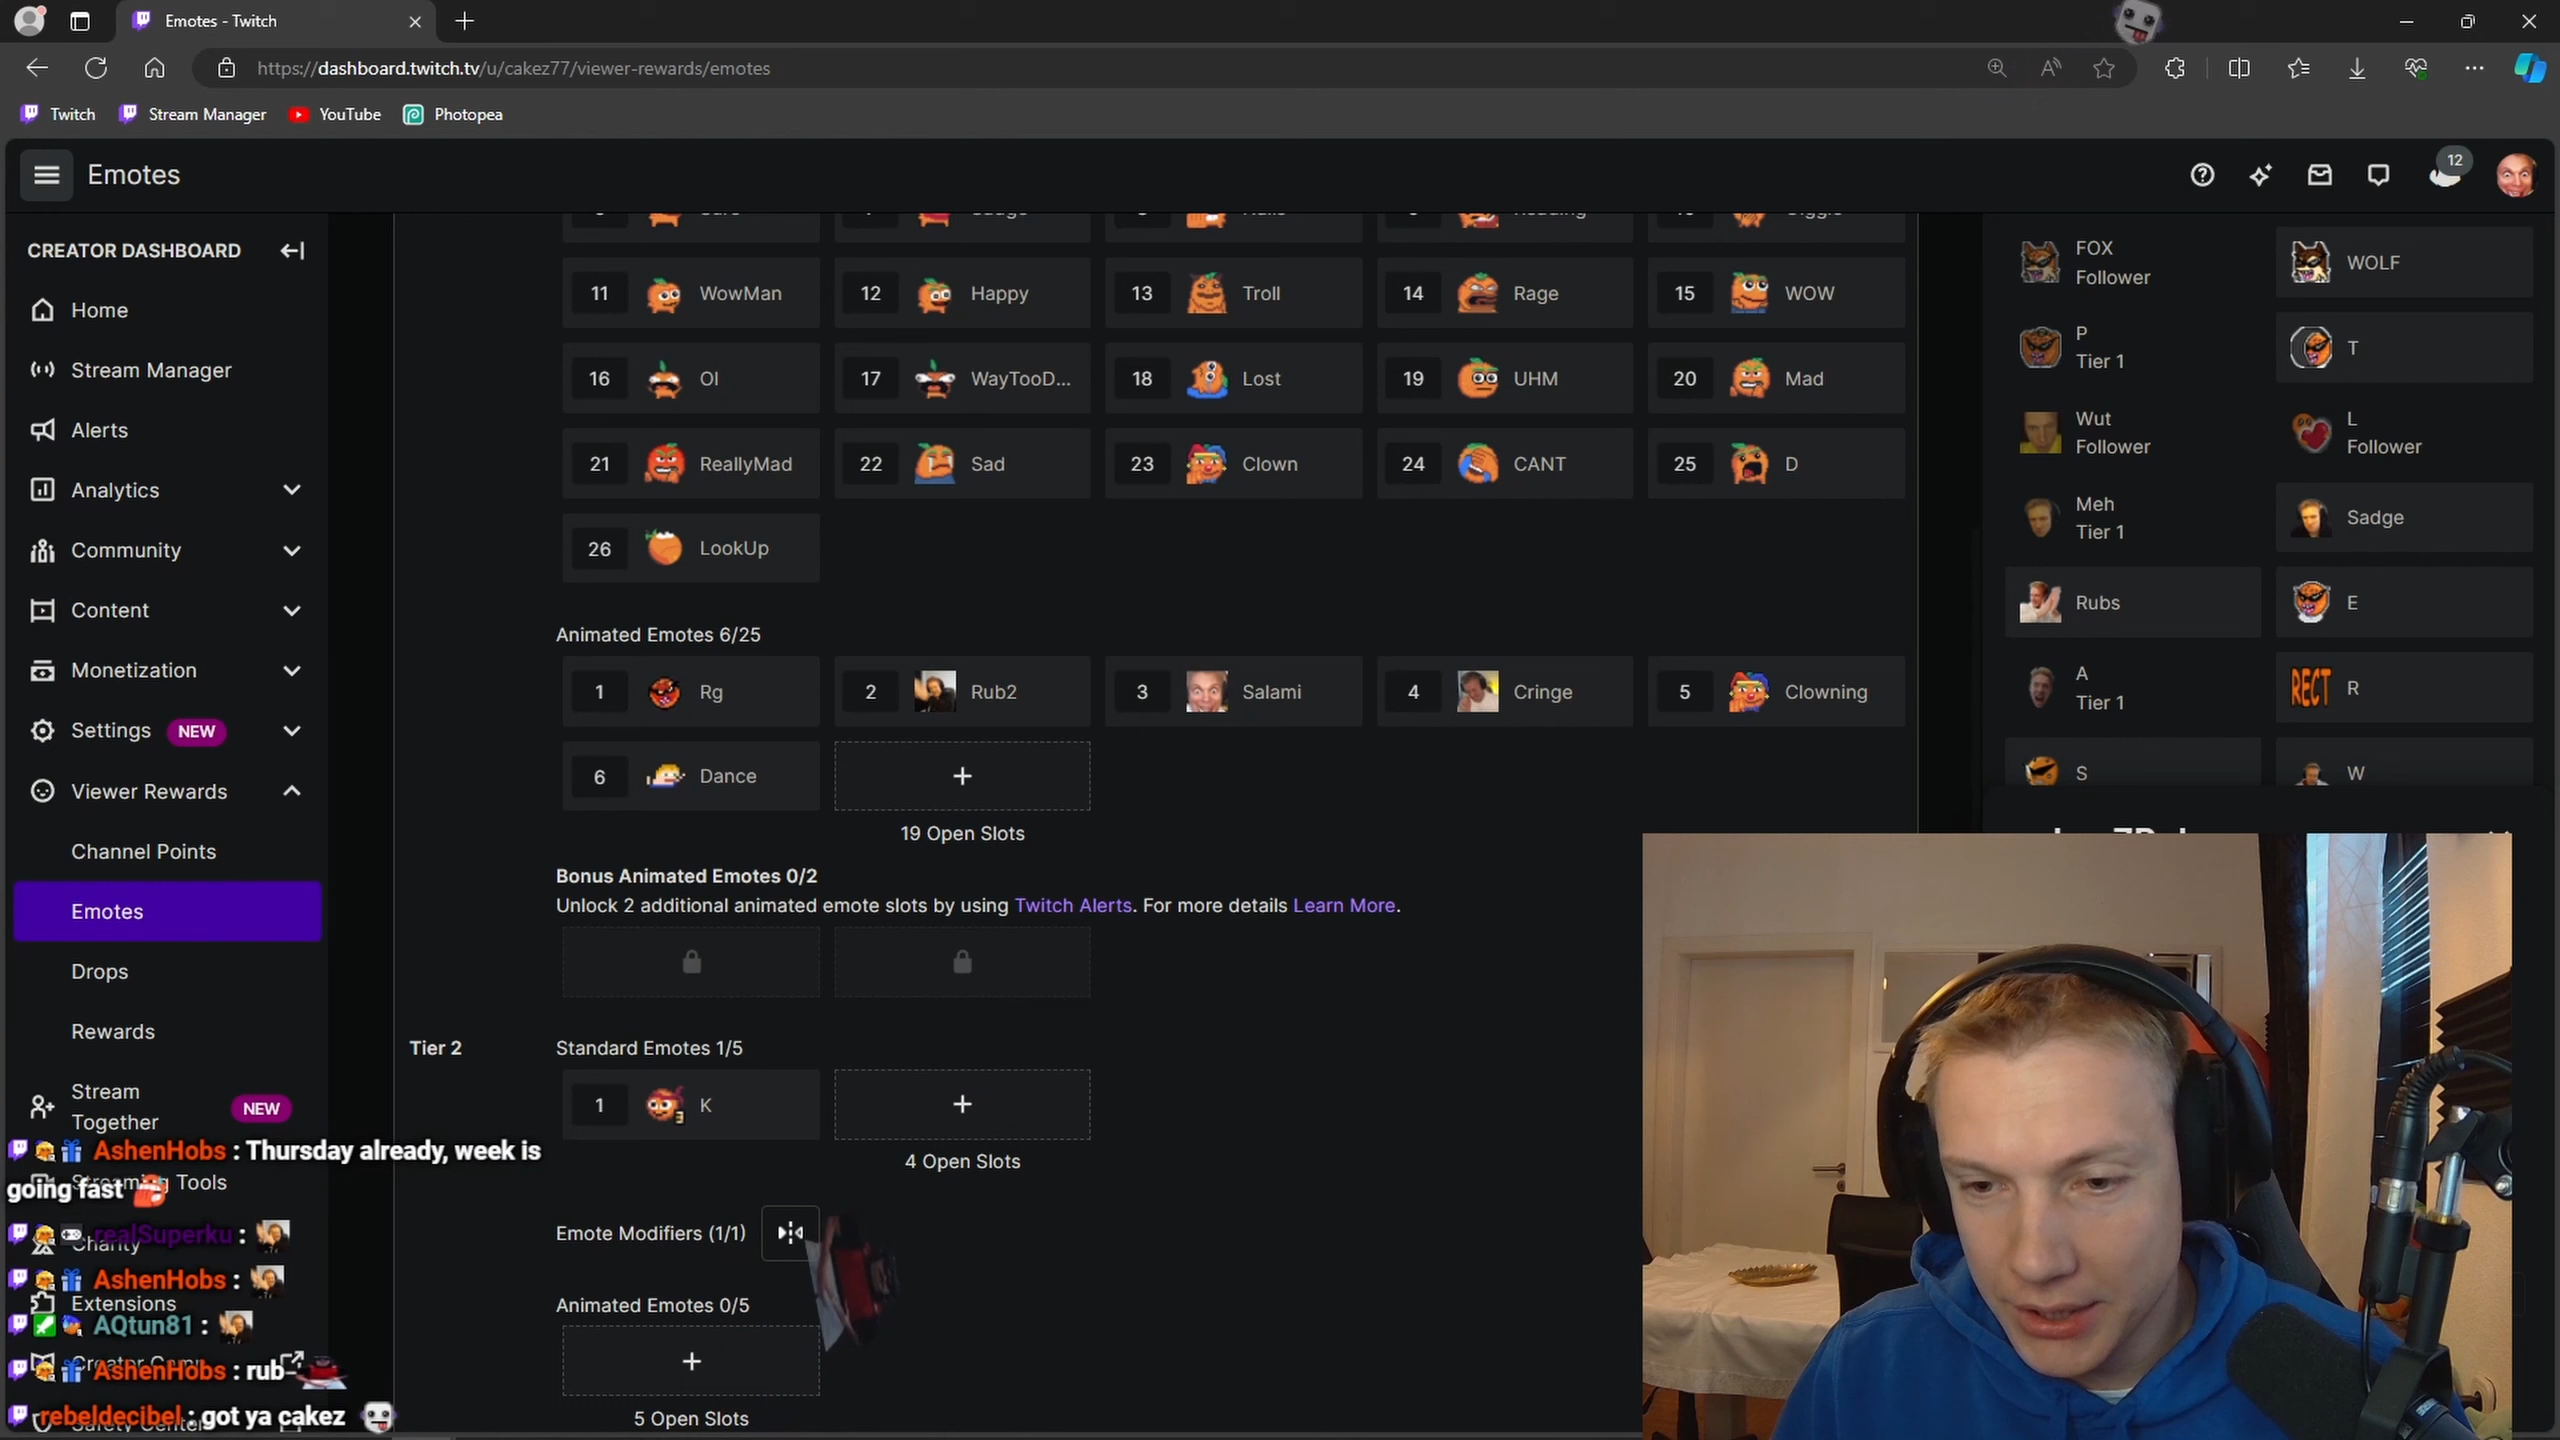 Emotes - Twitch
https://dashboard.twitch.tv/u/cakez77/viewer-rewards/emotes
Twitch
Stream Manager
YouTube
Photopea
Emotes
12
CREATOR DASHBOARD
Home
Stream Manager
Alerts
Analytics
Community
Content
Monetization
Settings NEW
Viewer Rewards
Channel Points
Emotes
Drops
Rewards
Stream
Together NEW
Streaming Tools
Charity
Extensions
Safety Center
AshenHobs : Thursday already, week is
going fast
realSuperku :
AshenHobs :
AQtun81 :
AshenHobs : rub
rebeldecibel : got ya cakez
11 WowMan
12 Happy
13 Troll
14 Rage
15 WOW
16 OI
17 WayTooD...
18 Lost
19 UHM
20 Mad
21 ReallyMad
22 Sad
23 Clown
24 CANT
25 D
26 LookUp
Animated Emotes 6/25
1 Rg
2 Rub2
3 Salami
4 Cringe
5 Clowning
6 Dance
+
19 Open Slots
Bonus Animated Emotes 0/2
Unlock 2 additional animated emote slots by using Twitch Alerts. For more details Learn More.
Tier 2
Standard Emotes 1/5
1 K
+
4 Open Slots
Emote Modifiers (1/1)
Animated Emotes 0/5
+
5 Open Slots
FOX
Follower
WOLF
P
Tier 1
T
Wut
Follower
L
Follower
Meh
Tier 1
Sadge
Rubs
E
A
Tier 1
RECT R
S
W